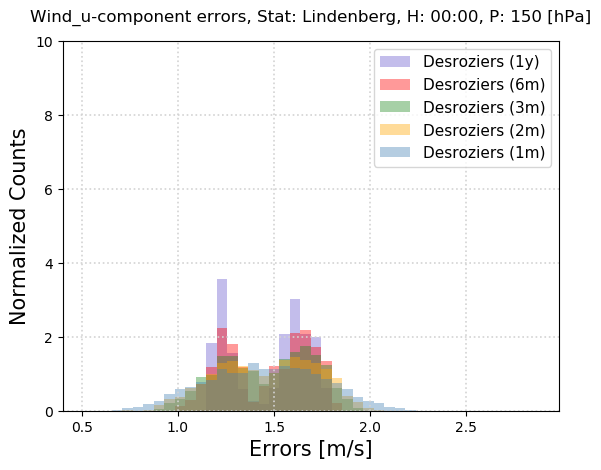 Wind_u-component errors, Stat: Lindenberg, H: 00:00, P: 150 [hPa]
10
8
6
4
2
0
Normalized Counts
Desroziers (1y)
Desroziers (6m)
Desroziers (3m)
Desroziers (2m)
Desroziers (1m)
0.5 1.0 1.5 2.0 2.5
Errors [m/s]